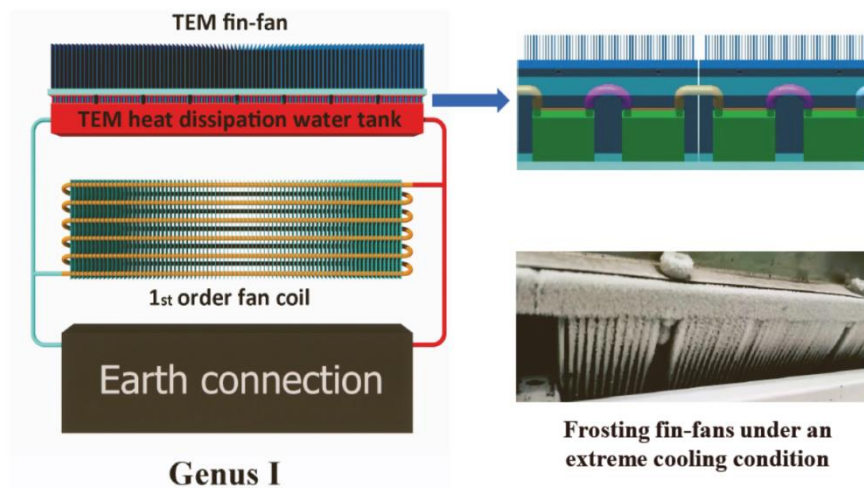 TEM fin-fan
TEM heat dissipation water tank
1st order fan coil
Earth connection
Genus I
Frosting fin-fans under an
extreme cooling condition